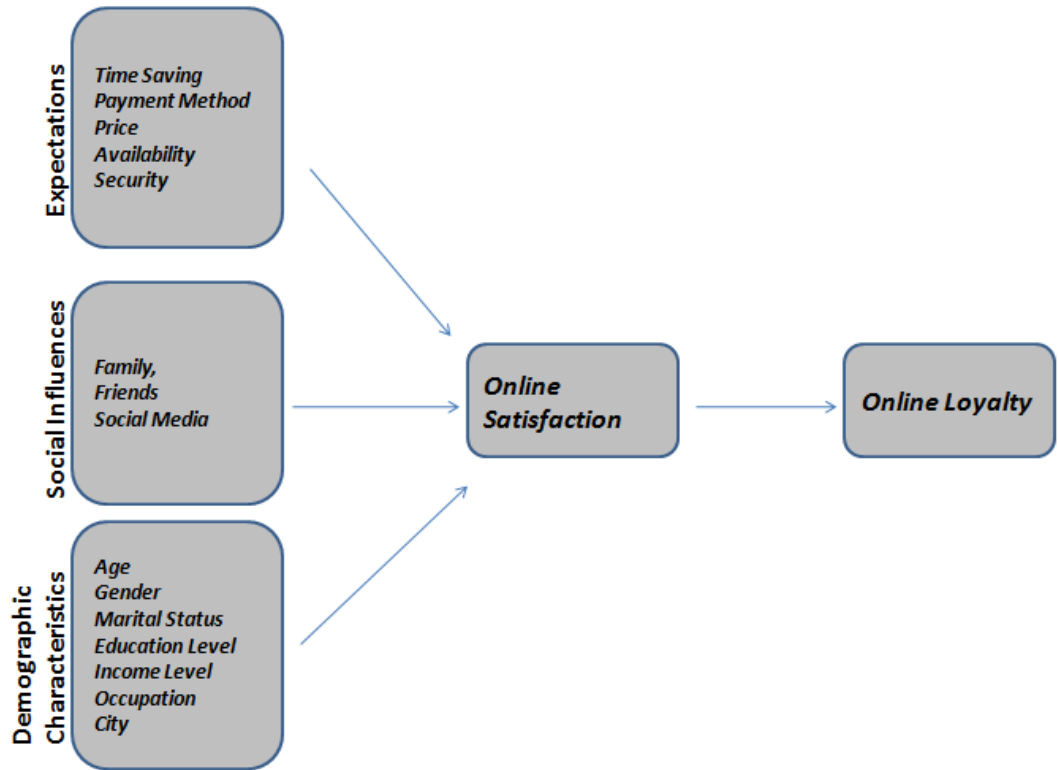 Expectations
Time Saving
Payment Method
Price
Availability
Security
Social Influences
Family,
Friends
Social Media
Demographic
Characteristics
Age
Gender
Marital Status
Education Level
Income Level
Occupation
City
Online
Satisfaction
Online Loyalty